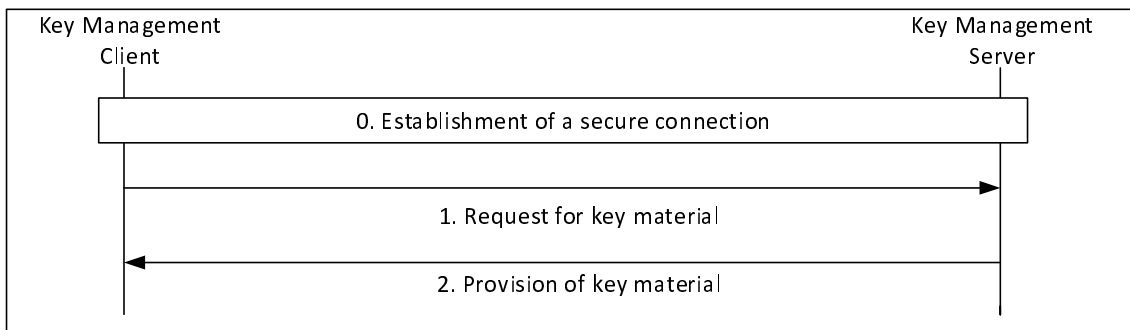 Key Management
Client
Key Management
Server
0. Establishment of a secure connection
1. Request for key material
2. Provision of key material